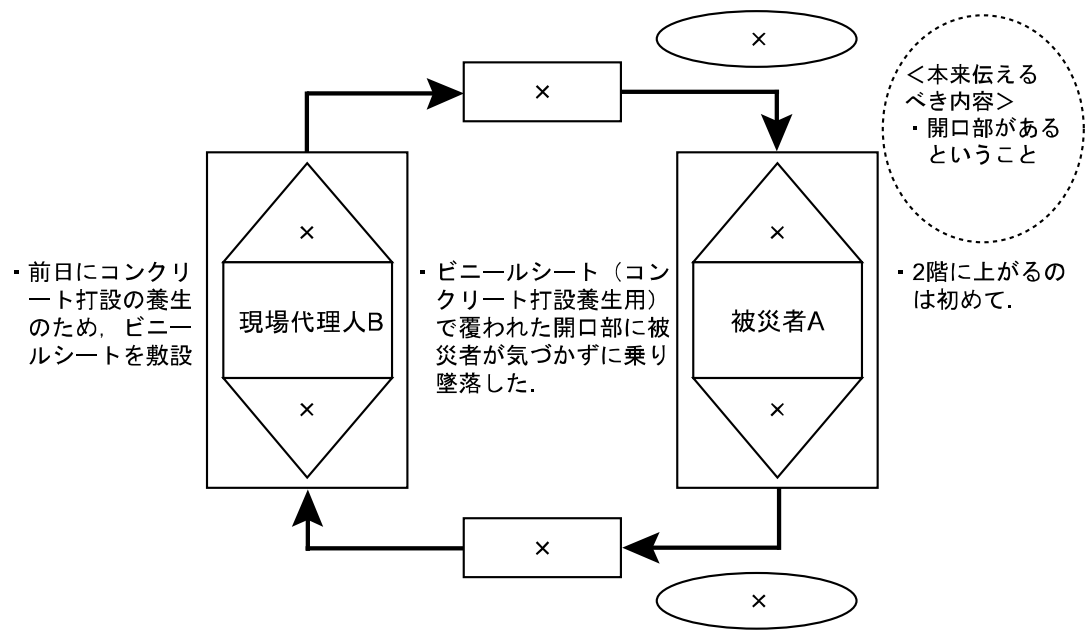 ×
×
＜本来伝える
べき内容＞
・開口部がある
ということ
×
×
・前日にコンクリ
ート打設の養生
のため，ビニー
ルシートを敷設
現場代理人B
・ビニールシート（コン
クリート打設養生用）
で覆われた開口部に被
災者が気づかずに乗り
墜落した．
被災者A
・2階に上がるの
は初めて．
×
×
×
×